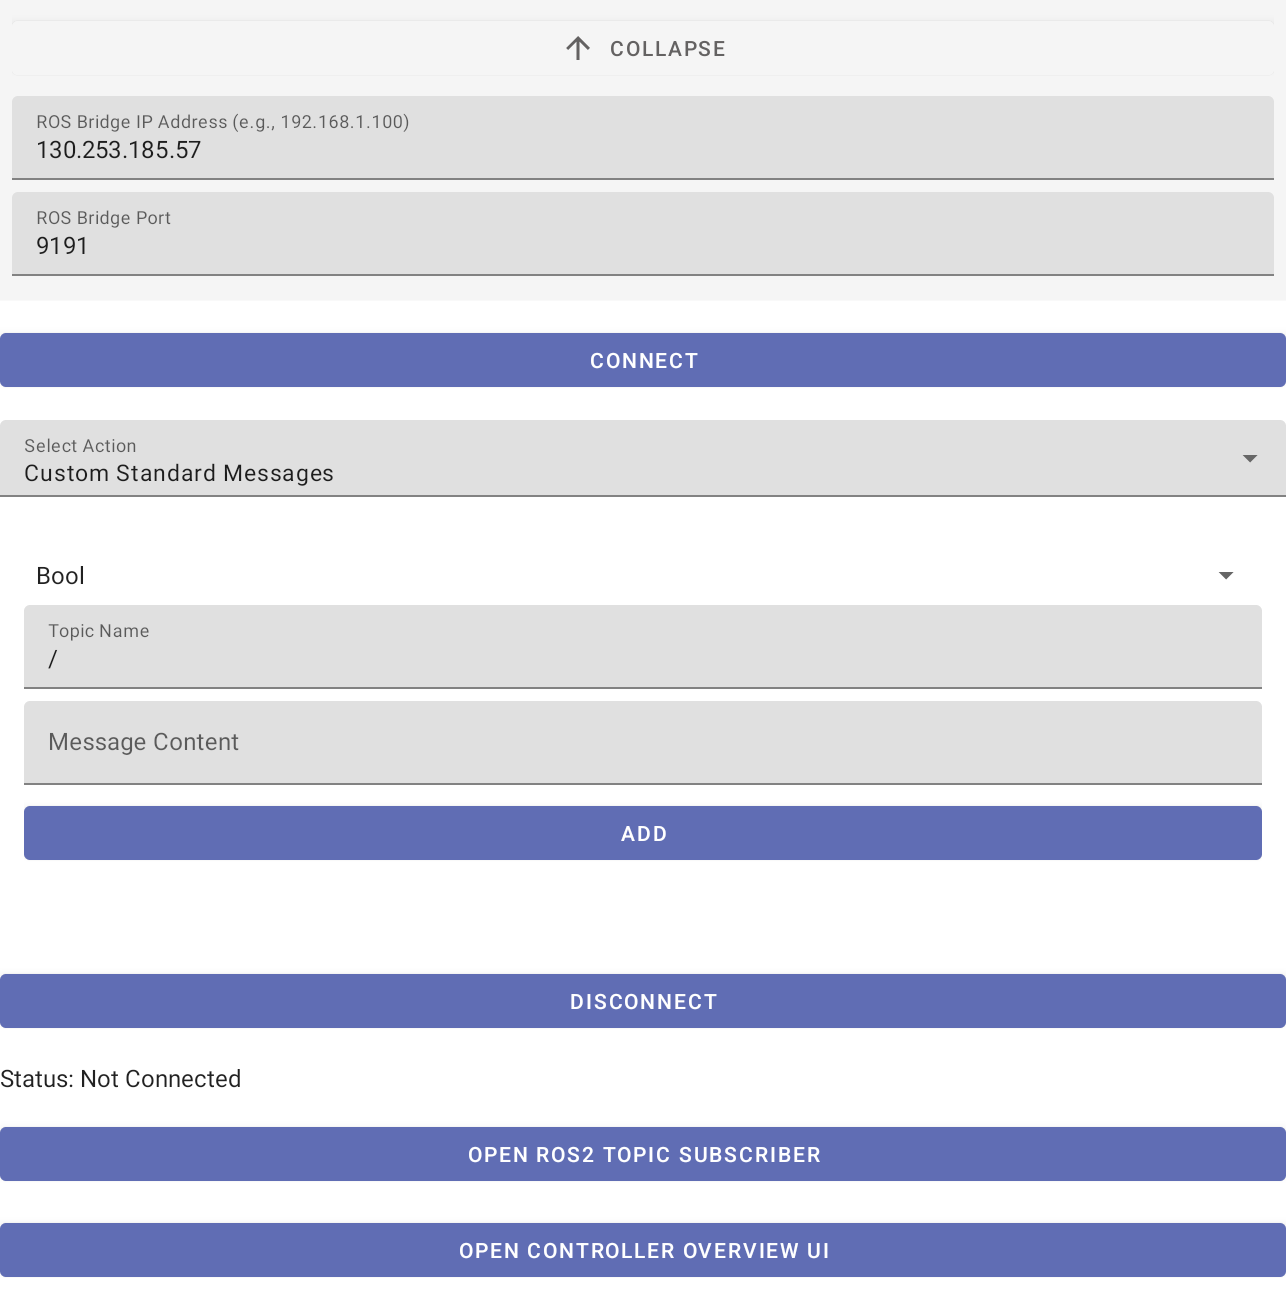 COLLAPSE
ROS Bridge IP Address (e.g., 192.168.1.100)
130.253.185.57
ROS Bridge Port
9191
CONNECT
Select Action
Custom Standard Messages
Bool
Topic Name
/
Message Content
ADD
DISCONNECT
Status: Not Connected
OPEN ROS2 TOPIC SUBSCRIBER
OPEN CONTROLLER OVERVIEW UI